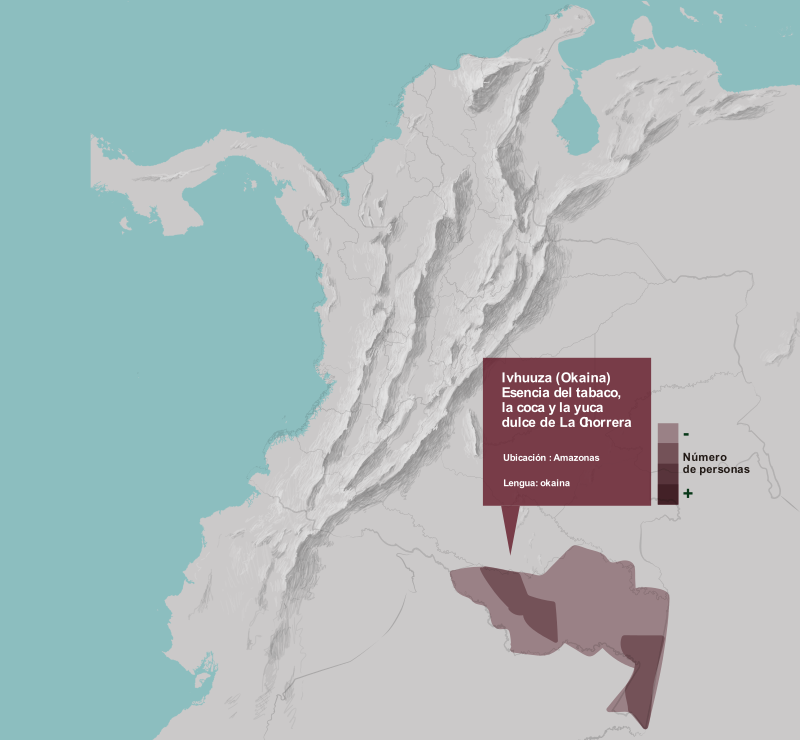 Ivhuuza (Okaina)
Esencia del tabaco,
la coca y la yuca
dulce de La Chorrera
Ubicación : Amazonas
Lengua: okaina
-
Número
de personas
+